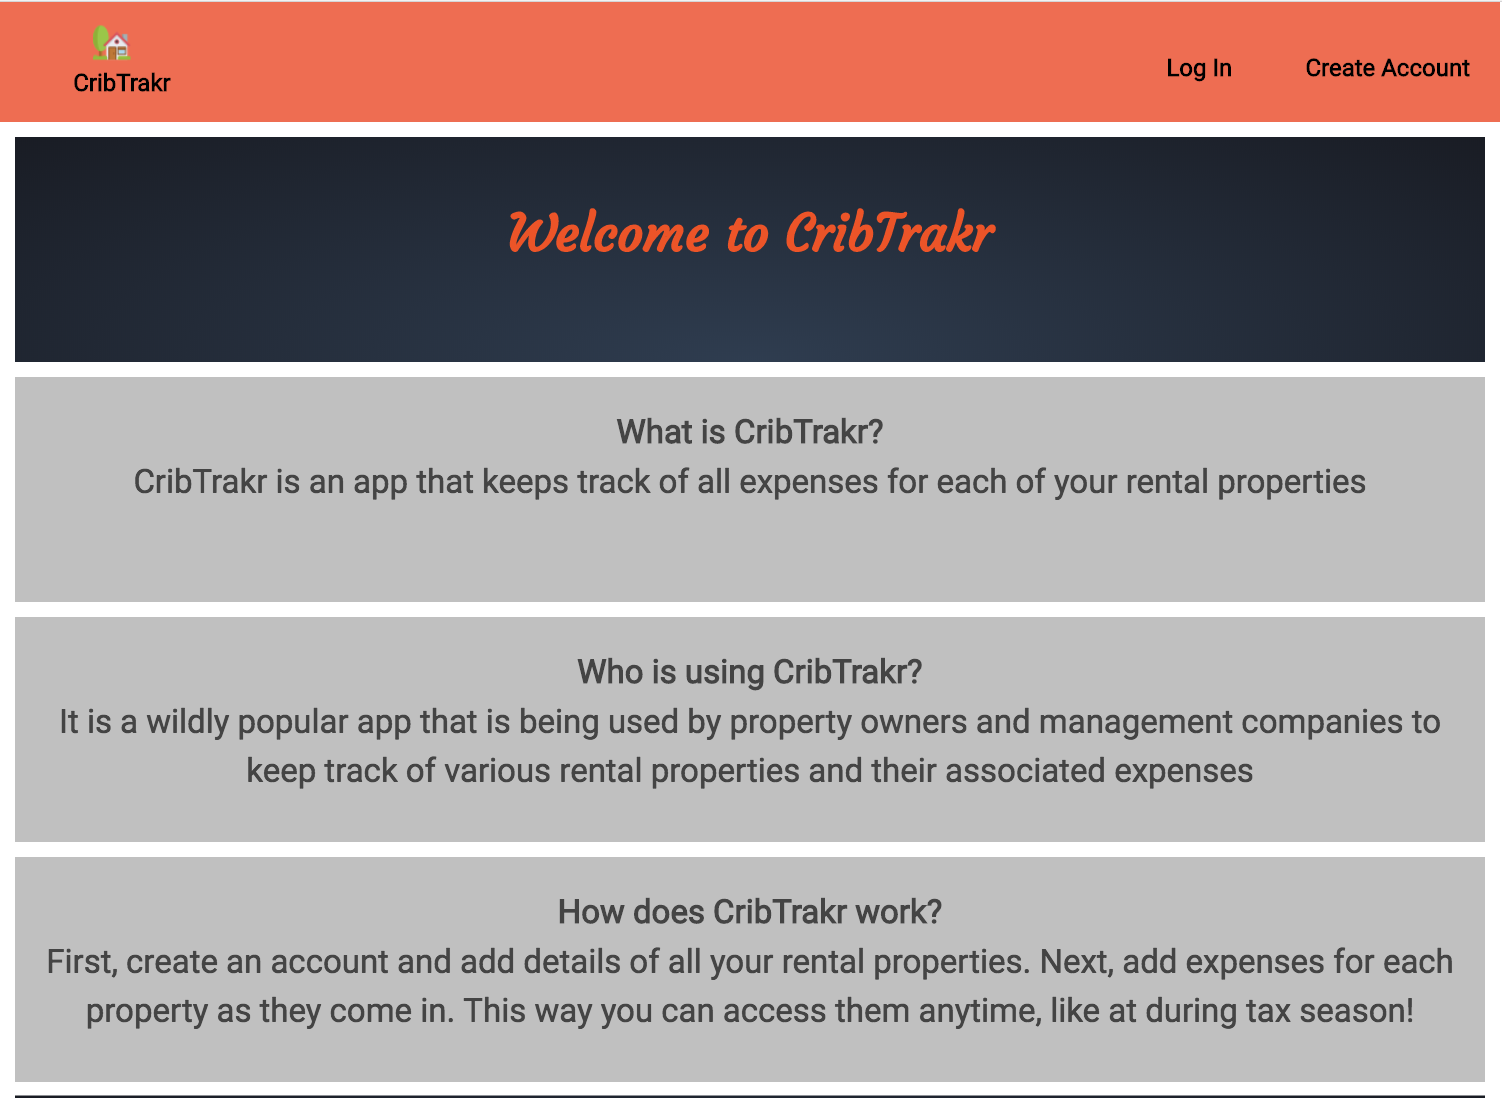 CribTrakr
Log In
Create Account
Welcome to CribTrakr
What is CribTrakr?
CribTrakr is an app that keeps track of all expenses for each of your rental properties
Who is using CribTrakr?
It is a wildly popular app that is being used by property owners and management companies to
keep track of various rental properties and their associated expenses
How does CribTrakr work?
First, create an account and add details of all your rental properties. Next, add expenses for each
property as they come in. This way you can access them anytime, like at during tax season!